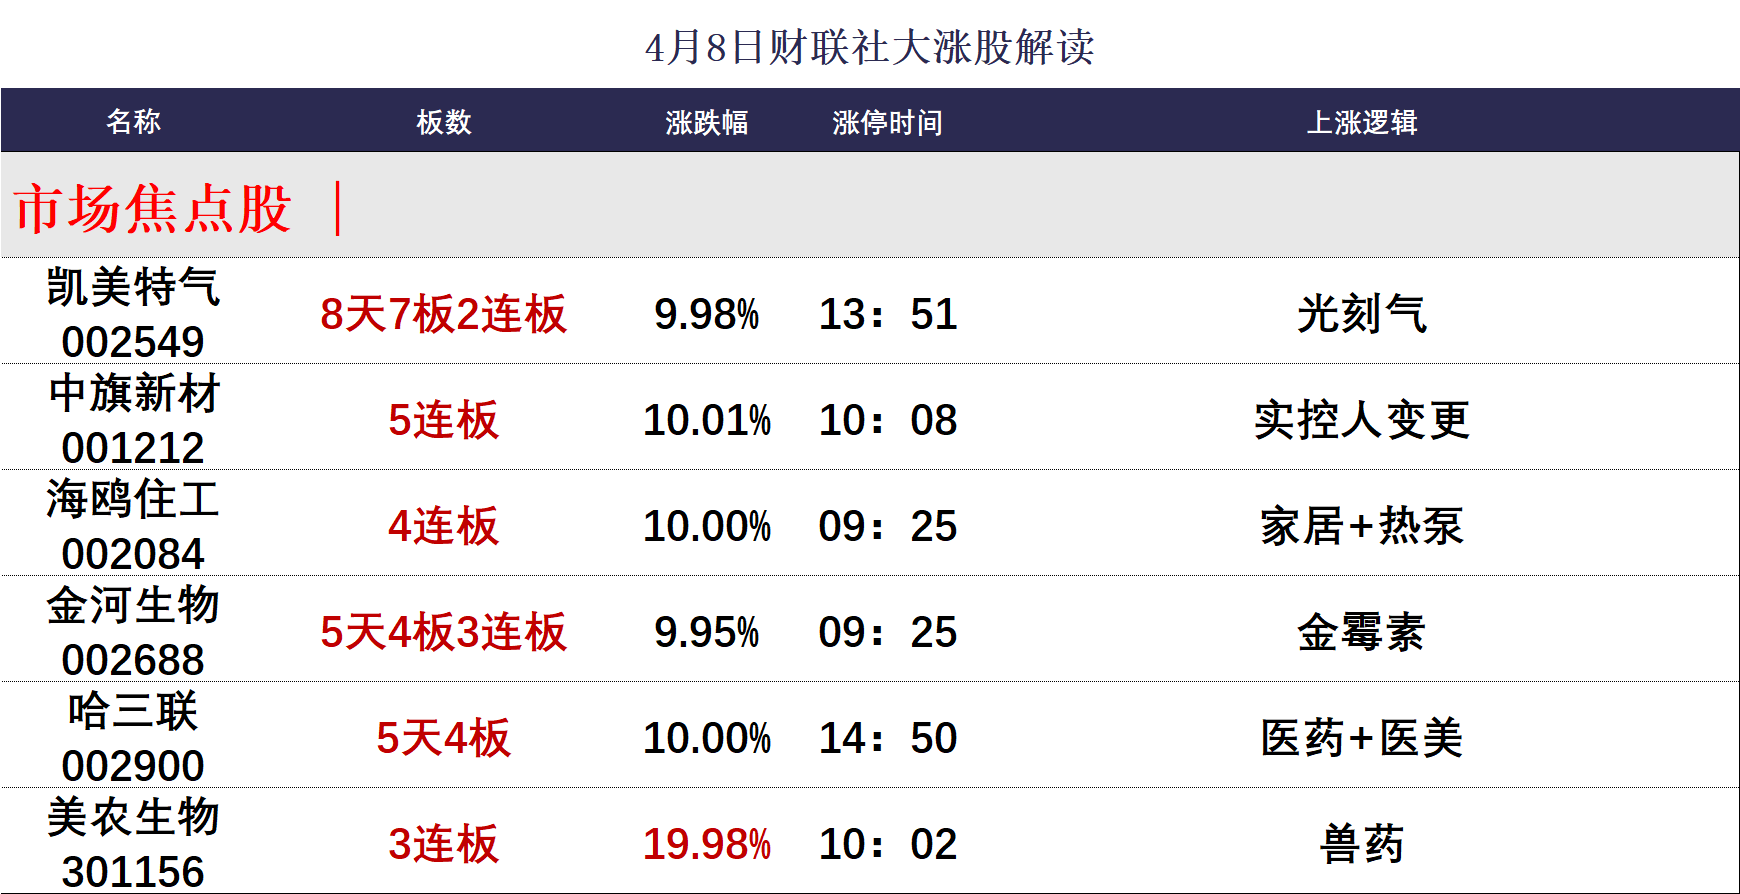 4月8日财联社大涨股解读
名称 板数 涨跌幅 涨停时间 上涨逻辑
市场焦点股 ｜
凯美特气
002549 8天7板2连板 9.98% 13：51 光刻气
中旗新材
001212 5连板 10.01% 10：08 实控人变更
海鸥住工
002084 4连板 10.00% 09：25 家居+热泵
金河生物
002688 5天4板3连板 9.95% 09：25 金霉素
哈三联
002900 5天4板 10.00% 14：50 医药+医美
美农生物
301156 3连板 19.98% 10：02 兽药